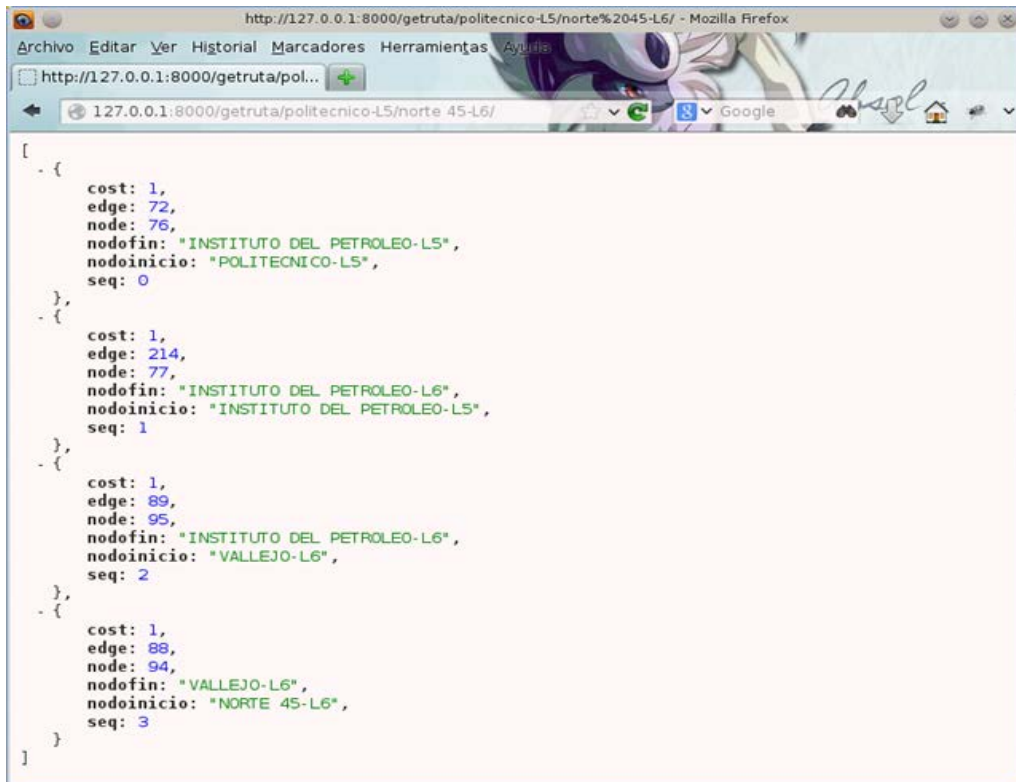 http://127.0.0.1:8000/getruta/politecnico-L5/norte%2045-L6/ - Mozilla Firefox
Archivo Editar Ver Historial Marcadores Herramientas Ayuda
http://127.0.0.1:8000/getruta/pol...
127.0.0.1:8000/getruta/politecnico-L5/norte 45-L6/ Google
[
- {
cost: 1,
edge: 72,
node: 76,
nodofin: "INSTITUTO DEL PETROLEO-L5",
nodoinicio: "POLITECNICO-L5",
seq: 0
},
- {
cost: 1,
edge: 214,
node: 77,
nodofin: "INSTITUTO DEL PETROLEO-L6",
nodoinicio: "INSTITUTO DEL PETROLEO-L5",
seq: 1
},
- {
cost: 1,
edge: 89,
node: 95,
nodofin: "INSTITUTO DEL PETROLEO-L6",
nodoinicio: "VALLEJO-L6",
seq: 2
},
- {
cost: 1,
edge: 88,
node: 94,
nodofin: "VALLEJO-L6",
nodoinicio: "NORTE 45-L6",
seq: 3
}
]